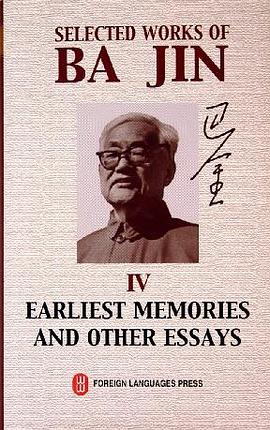 SELECTED WORKS OF
BA JIN
巴金
IV
EARLIEST MEMORIES
AND OTHER ESSAYS
FOREIGN LANGUAGES PRESS